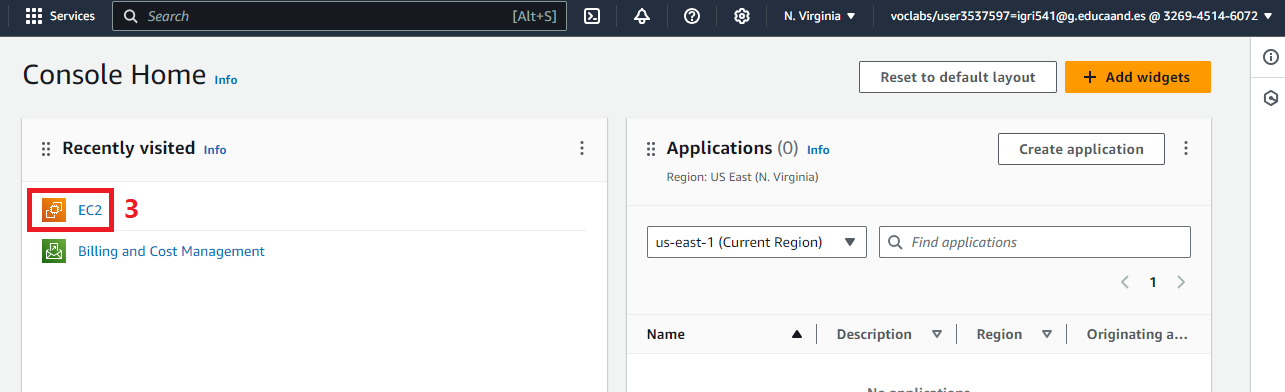 Services Search [Alt+S] N. Virginia voclabs/user3537597=igri541@g.educaand.es @ 3269-4514-6072
Console Home Info Reset to default layout + Add widgets
Recently visited Info
EC2 3
Billing and Cost Management
Applications (0) Info Create application
Region: US East (N. Virginia)
us-east-1 (Current Region) Find applications
1
Name Description Region Originating a...
No applications